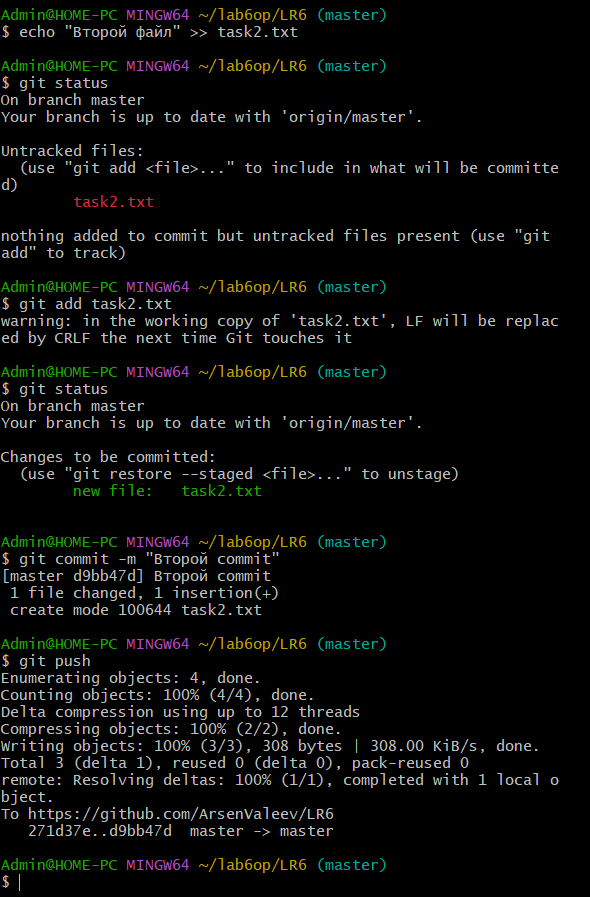 Admin@HOME-PC MINGW64 ~/lab6op/LR6 (master)
$ echo "Второй файл" >> task2.txt
Admin@HOME-PC MINGW64 ~/lab6op/LR6 (master)
$ git status
On branch master
Your branch is up to date with 'origin/master'.
Untracked files:
  (use "git add <file>..." to include in what will be committe
d)
        task2.txt
nothing added to commit but untracked files present (use "git
add" to track)
Admin@HOME-PC MINGW64 ~/lab6op/LR6 (master)
$ git add task2.txt
warning: in the working copy of 'task2.txt', LF will be replac
ed by CRLF the next time Git touches it
Admin@HOME-PC MINGW64 ~/lab6op/LR6 (master)
$ git status
On branch master
Your branch is up to date with 'origin/master'.
Changes to be committed:
  (use "git restore --staged <file>..." to unstage)
        new file:   task2.txt
Admin@HOME-PC MINGW64 ~/lab6op/LR6 (master)
$ git commit -m "Второй commit"
[master d9bb47d] Второй commit
 1 file changed, 1 insertion(+)
 create mode 100644 task2.txt
Admin@HOME-PC MINGW64 ~/lab6op/LR6 (master)
$ git push
Enumerating objects: 4, done.
Counting objects: 100% (4/4), done.
Delta compression using up to 12 threads
Compressing objects: 100% (2/2), done.
Writing objects: 100% (3/3), 308 bytes | 308.00 KiB/s, done.
Total 3 (delta 1), reused 0 (delta 0), pack-reused 0
remote: Resolving deltas: 100% (1/1), completed with 1 local o
bject.
To https://github.com/ArsenValeev/LR6
   271d37e..d9bb47d  master -> master
Admin@HOME-PC MINGW64 ~/lab6op/LR6 (master)
$